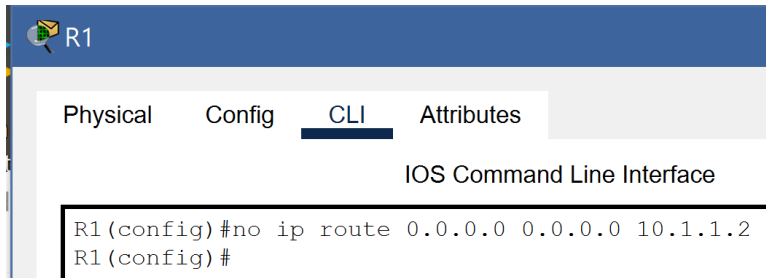 R1
Physical Config CLI Attributes
IOS Command Line Interface
R1(config)#no ip route 0.0.0.0 0.0.0.0 10.1.1.2
R1(config)#